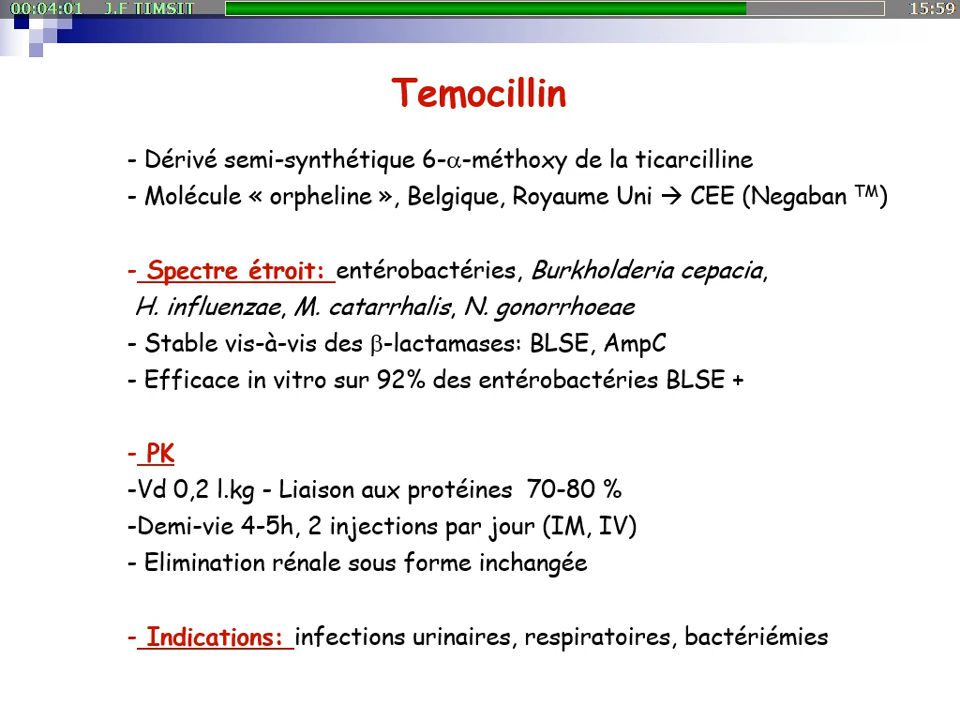 00:04:01 J.F TIMSIT 15:59
Temocillin
- Dérivé semi-synthétique 6-α-méthoxy de la ticarcilline
- Molécule « orpheline », Belgique, Royaume Uni → CEE (Negaban TM)
- Spectre étroit: entérobactéries, Burkholderia cepacia,
H. influenzae, M. catarrhalis, N. gonorrhoeae
- Stable vis-à-vis des β-lactamases: BLSE, AmpC
- Efficace in vitro sur 92% des entérobactéries BLSE +
- PK
-Vd 0,2 l.kg - Liaison aux protéines 70-80 %
-Demi-vie 4-5h, 2 injections par jour (IM, IV)
- Elimination rénale sous forme inchangée
- Indications: infections urinaires, respiratoires, bactériémies